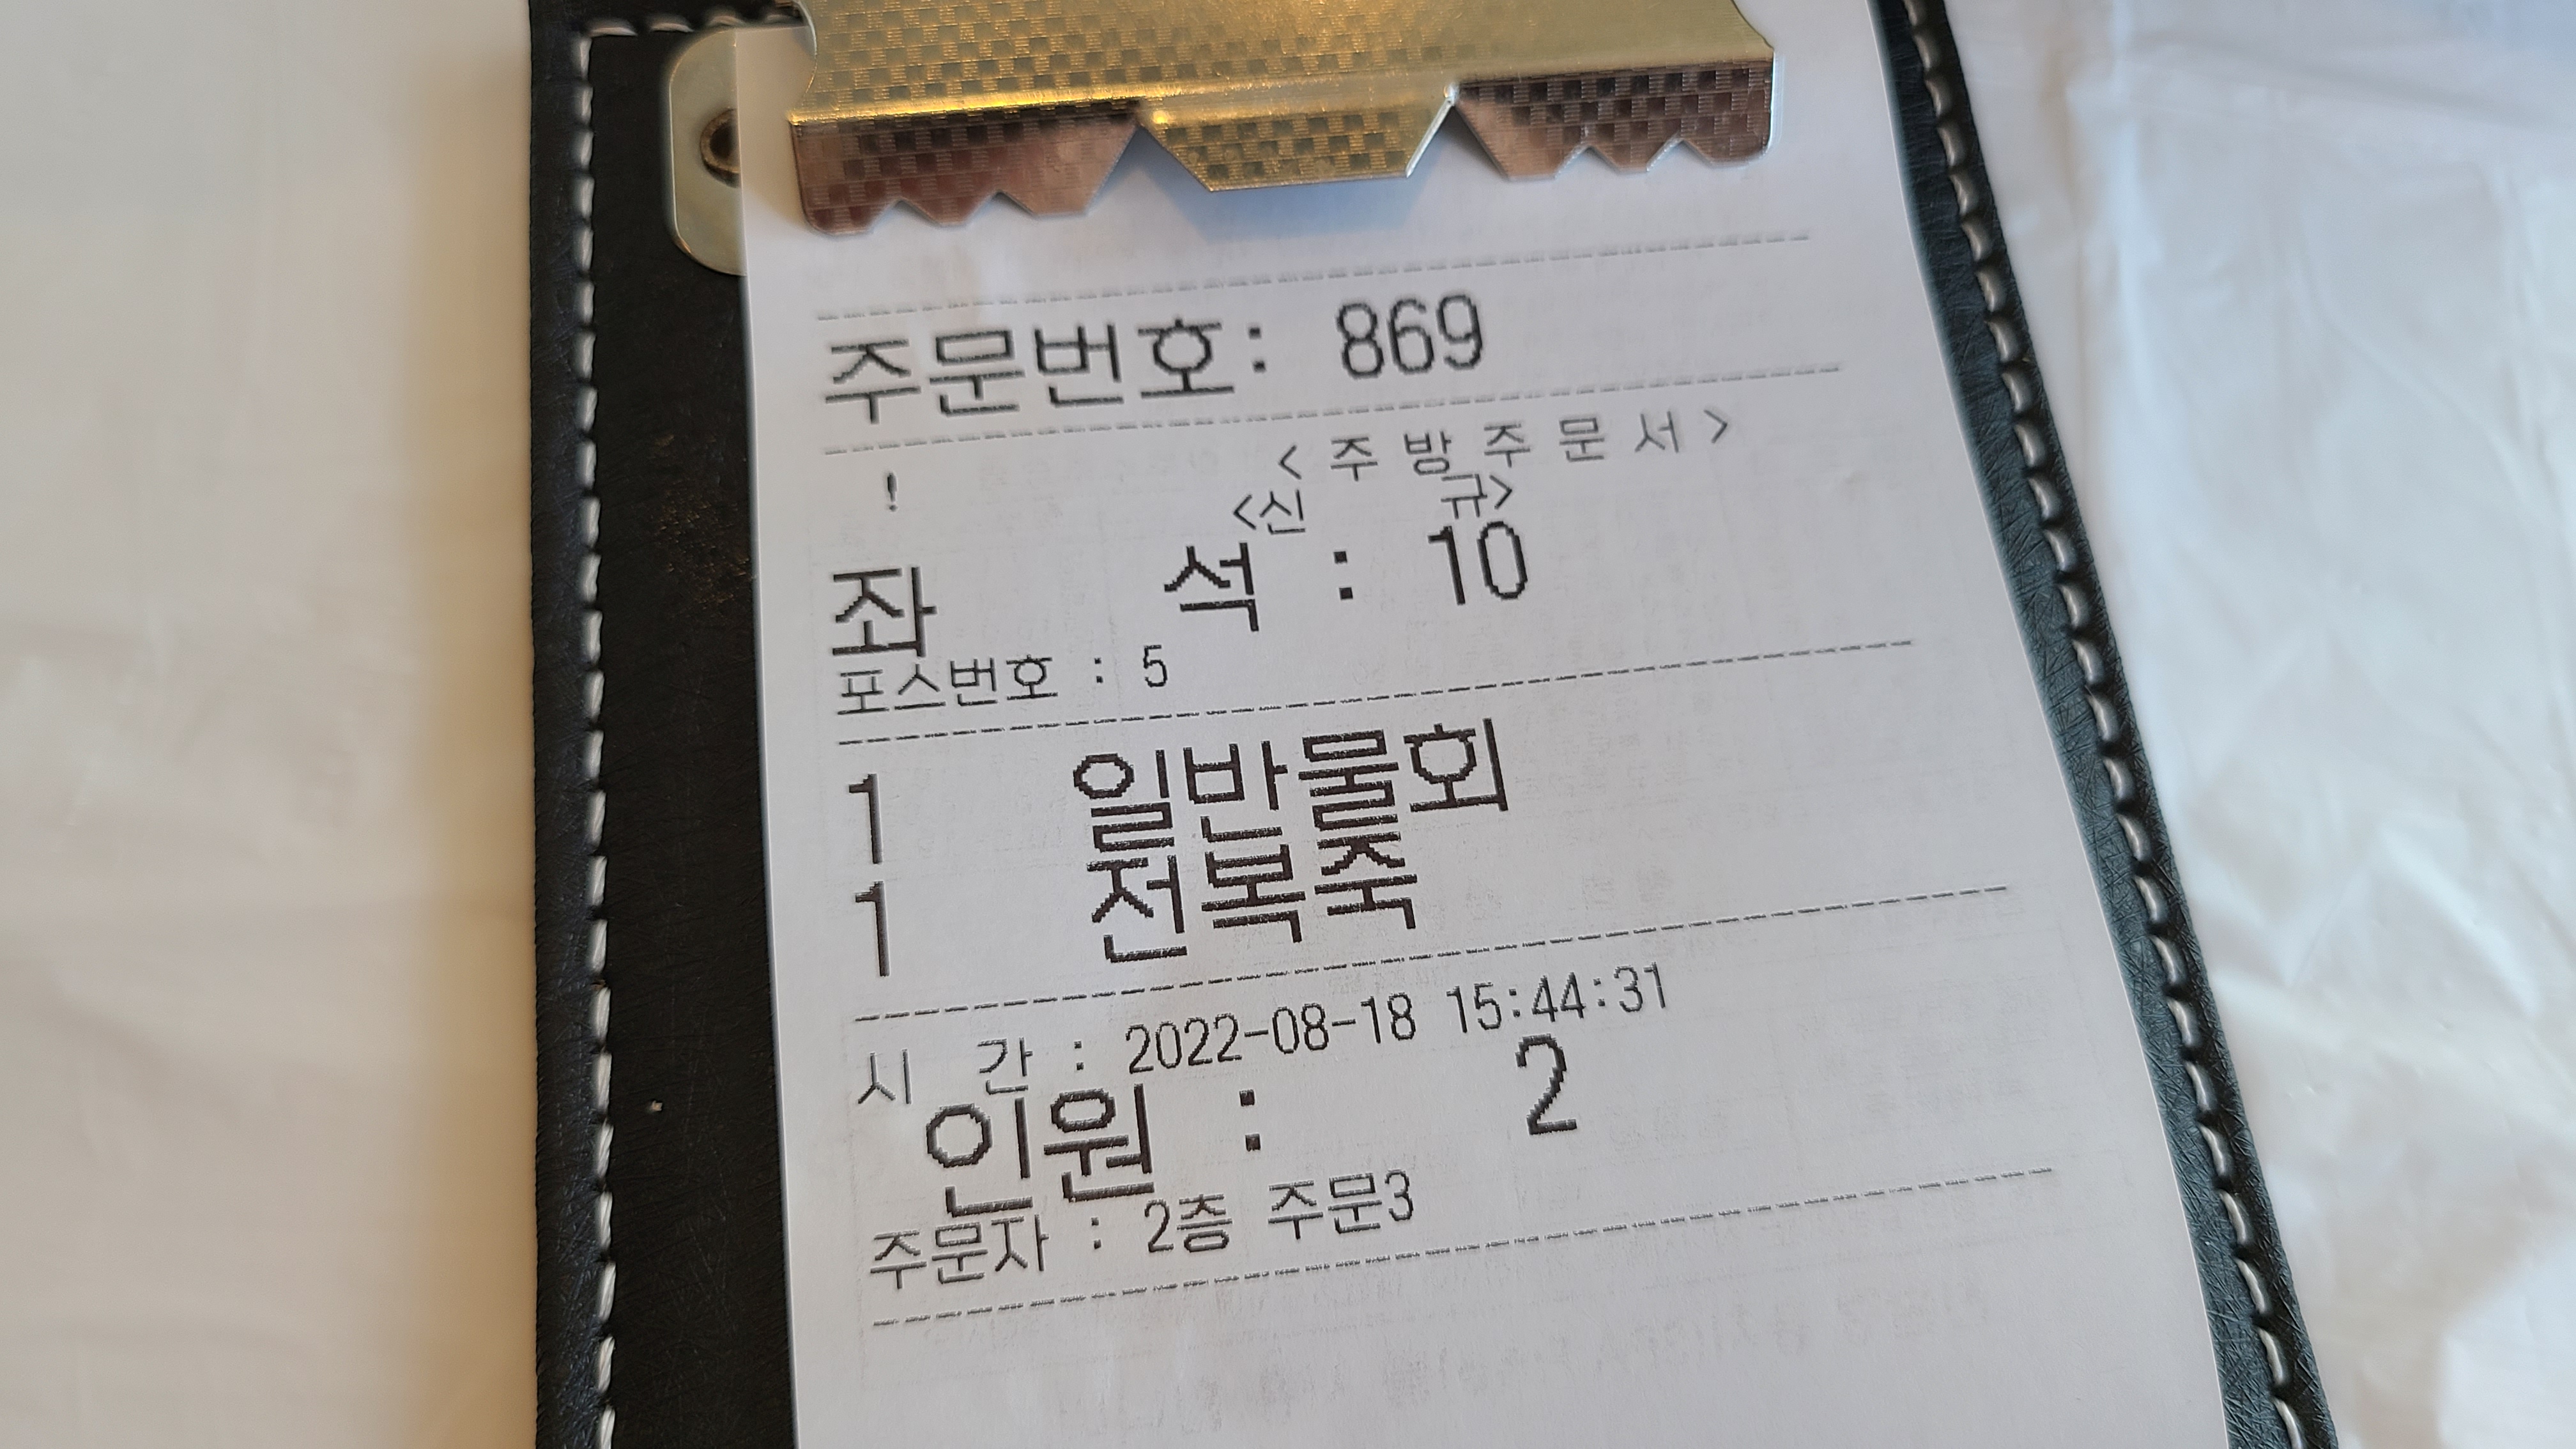 주문번호: 869
<주방주문서>
! <신 규>
좌 석 : 10
포스번호 : 5
1 일반물회
1 전복죽
시 간 : 2022-08-18 15:44:31
인원 : 2
주문자 : 2층 주문3